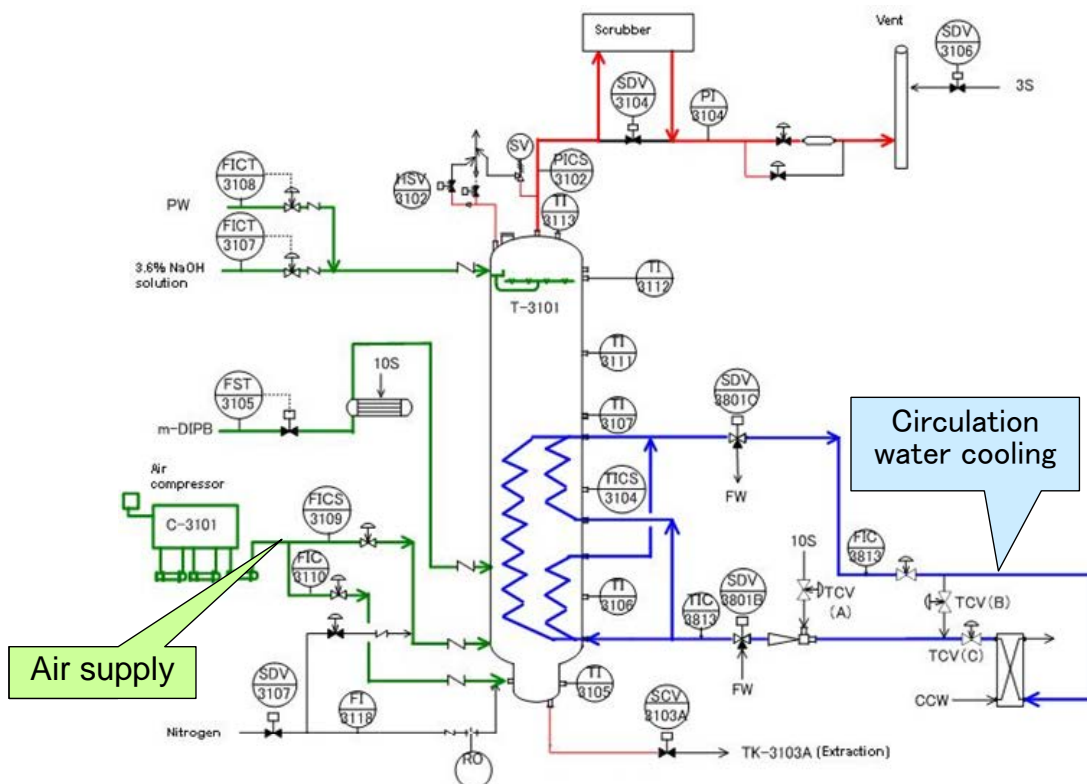 Scrubber
Vent
SDV
3106
3S
SDV
3104
PI
3104
SV
PICS
3102
HSV
3102
TI
3113
FICT
3108
PW
FICT
3107
3.6% NaOH
solution
TI
3112
T-3101
TI
3111
10S
FST
3105
m-DIPB
SDV
3801C
TI
3107
Circulation
water cooling
FW
Air
compressor
C-3101
FICS
3109
TICS
3104
10S
FIC
3813
FIC
3110
TI
3106
TIC
3813
SDV
3801B
TCV
(A)
TCV(B)
TCV(C)
Air supply
FW
CCW
SDV
3107
FI
3118
TI
3105
SCV
3103A
Nitrogen
RO
TK-3103A (Extraction)